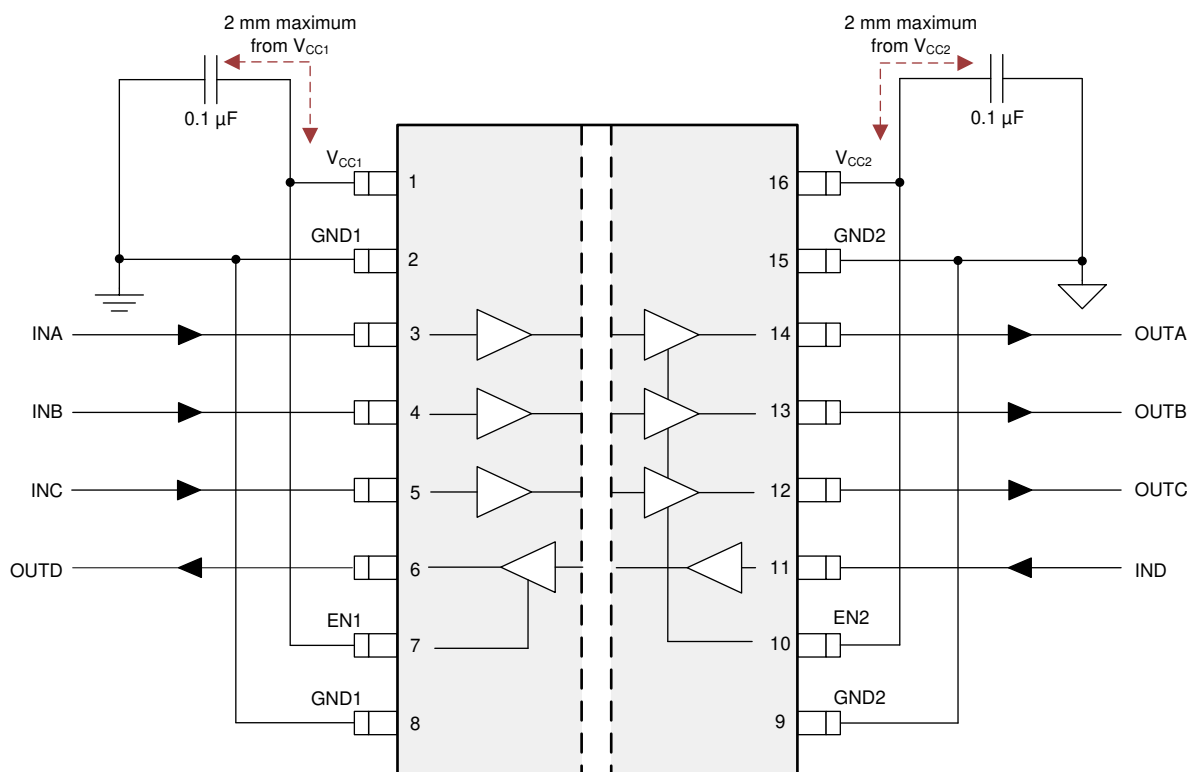 2 mm maximum
from VCC1
2 mm maximum
from VCC2
0.1 µF
0.1 µF
VCC1
1
16
VCC2
GND1
2
15
GND2
INA
3
14
OUTA
INB
4
13
OUTB
INC
5
12
OUTC
OUTD
6
11
IND
EN1
7
10
EN2
GND1
8
9
GND2